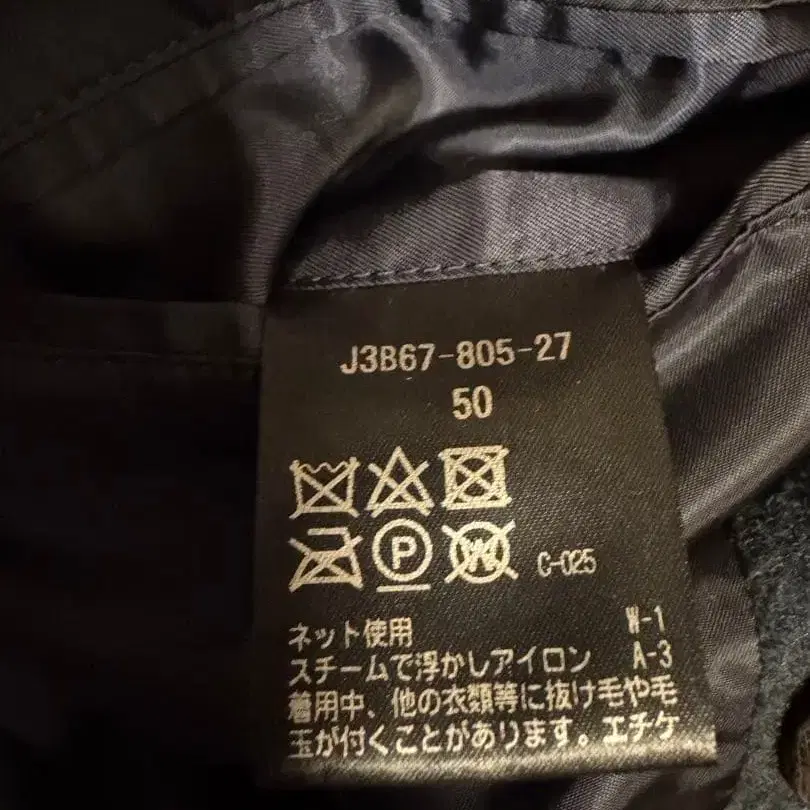 J3B67-805-27
50
P W C-025
ネット使用 W-1
スチームで浮かしアイロン A-3
着用中、他の衣類等に抜け毛や毛
玉が付くことがあります。エチケ